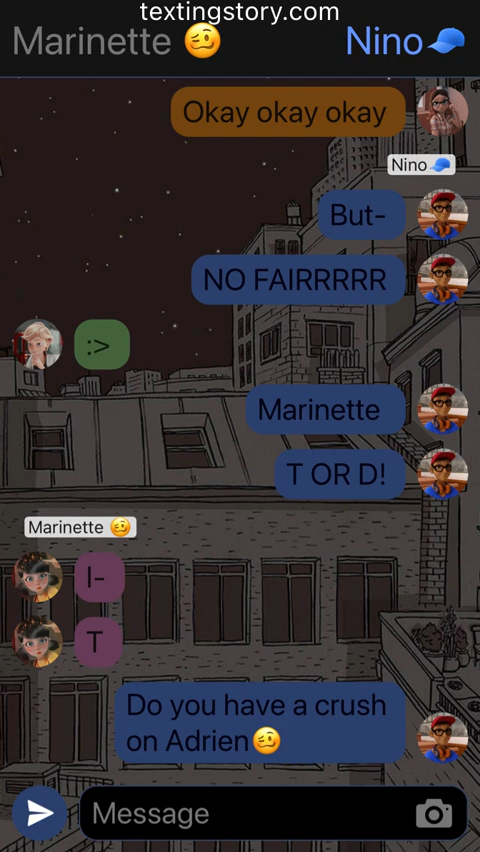 textingstory.com
Marinette 🥴 Nino🧢
Okay okay okay
Nino🧢
But-
NO FAIRRRRR
:>
Marinette
T OR D!
Marinette 🥴
I-
T
Do you have a crush
on Adrien🥴
Message